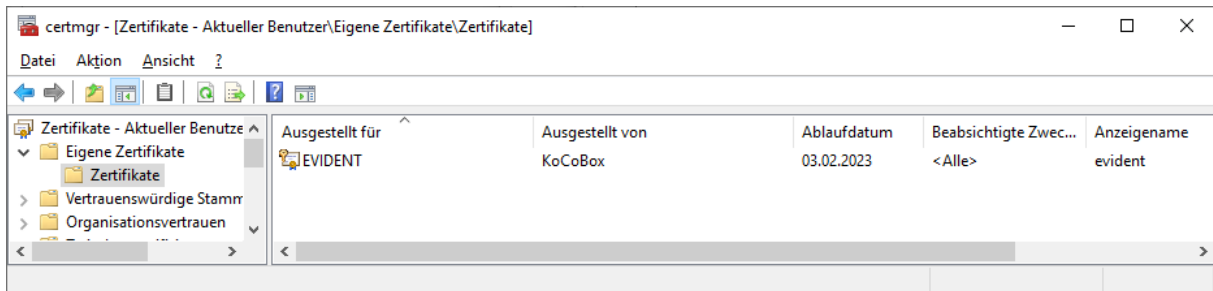 certmgr - [Zertifikate - Aktueller Benutzer\Eigene Zertifikate\Zertifikate]
Datei Aktion Ansicht ?
Zertifikate - Aktueller Benutze
Eigene Zertifikate
Zertifikate
Vertrauenswürdige Stamm
Organisationsvertrauen
Ausgestellt für Ausgestellt von Ablaufdatum Beabsichtigte Zwec... Anzeigename
EVIDENT KoCoBox 03.02.2023 <Alle> evident